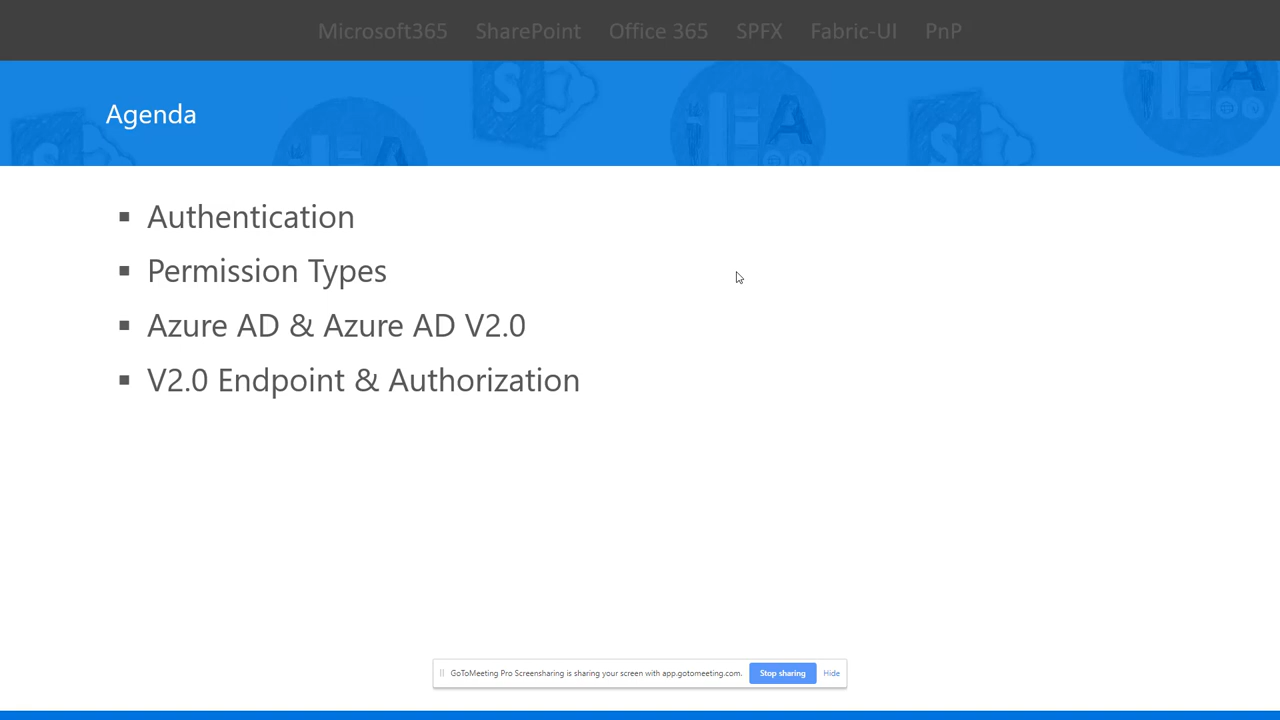 Microsoft365 SharePoint Office 365 SPFX Fabric-UI PnP
Agenda
▪ Authentication
▪ Permission Types
▪ Azure AD & Azure AD V2.0
▪ V2.0 Endpoint & Authorization
GoToMeeting Pro Screensharing is sharing your screen with app.gotomeeting.com. Stop sharing Hide